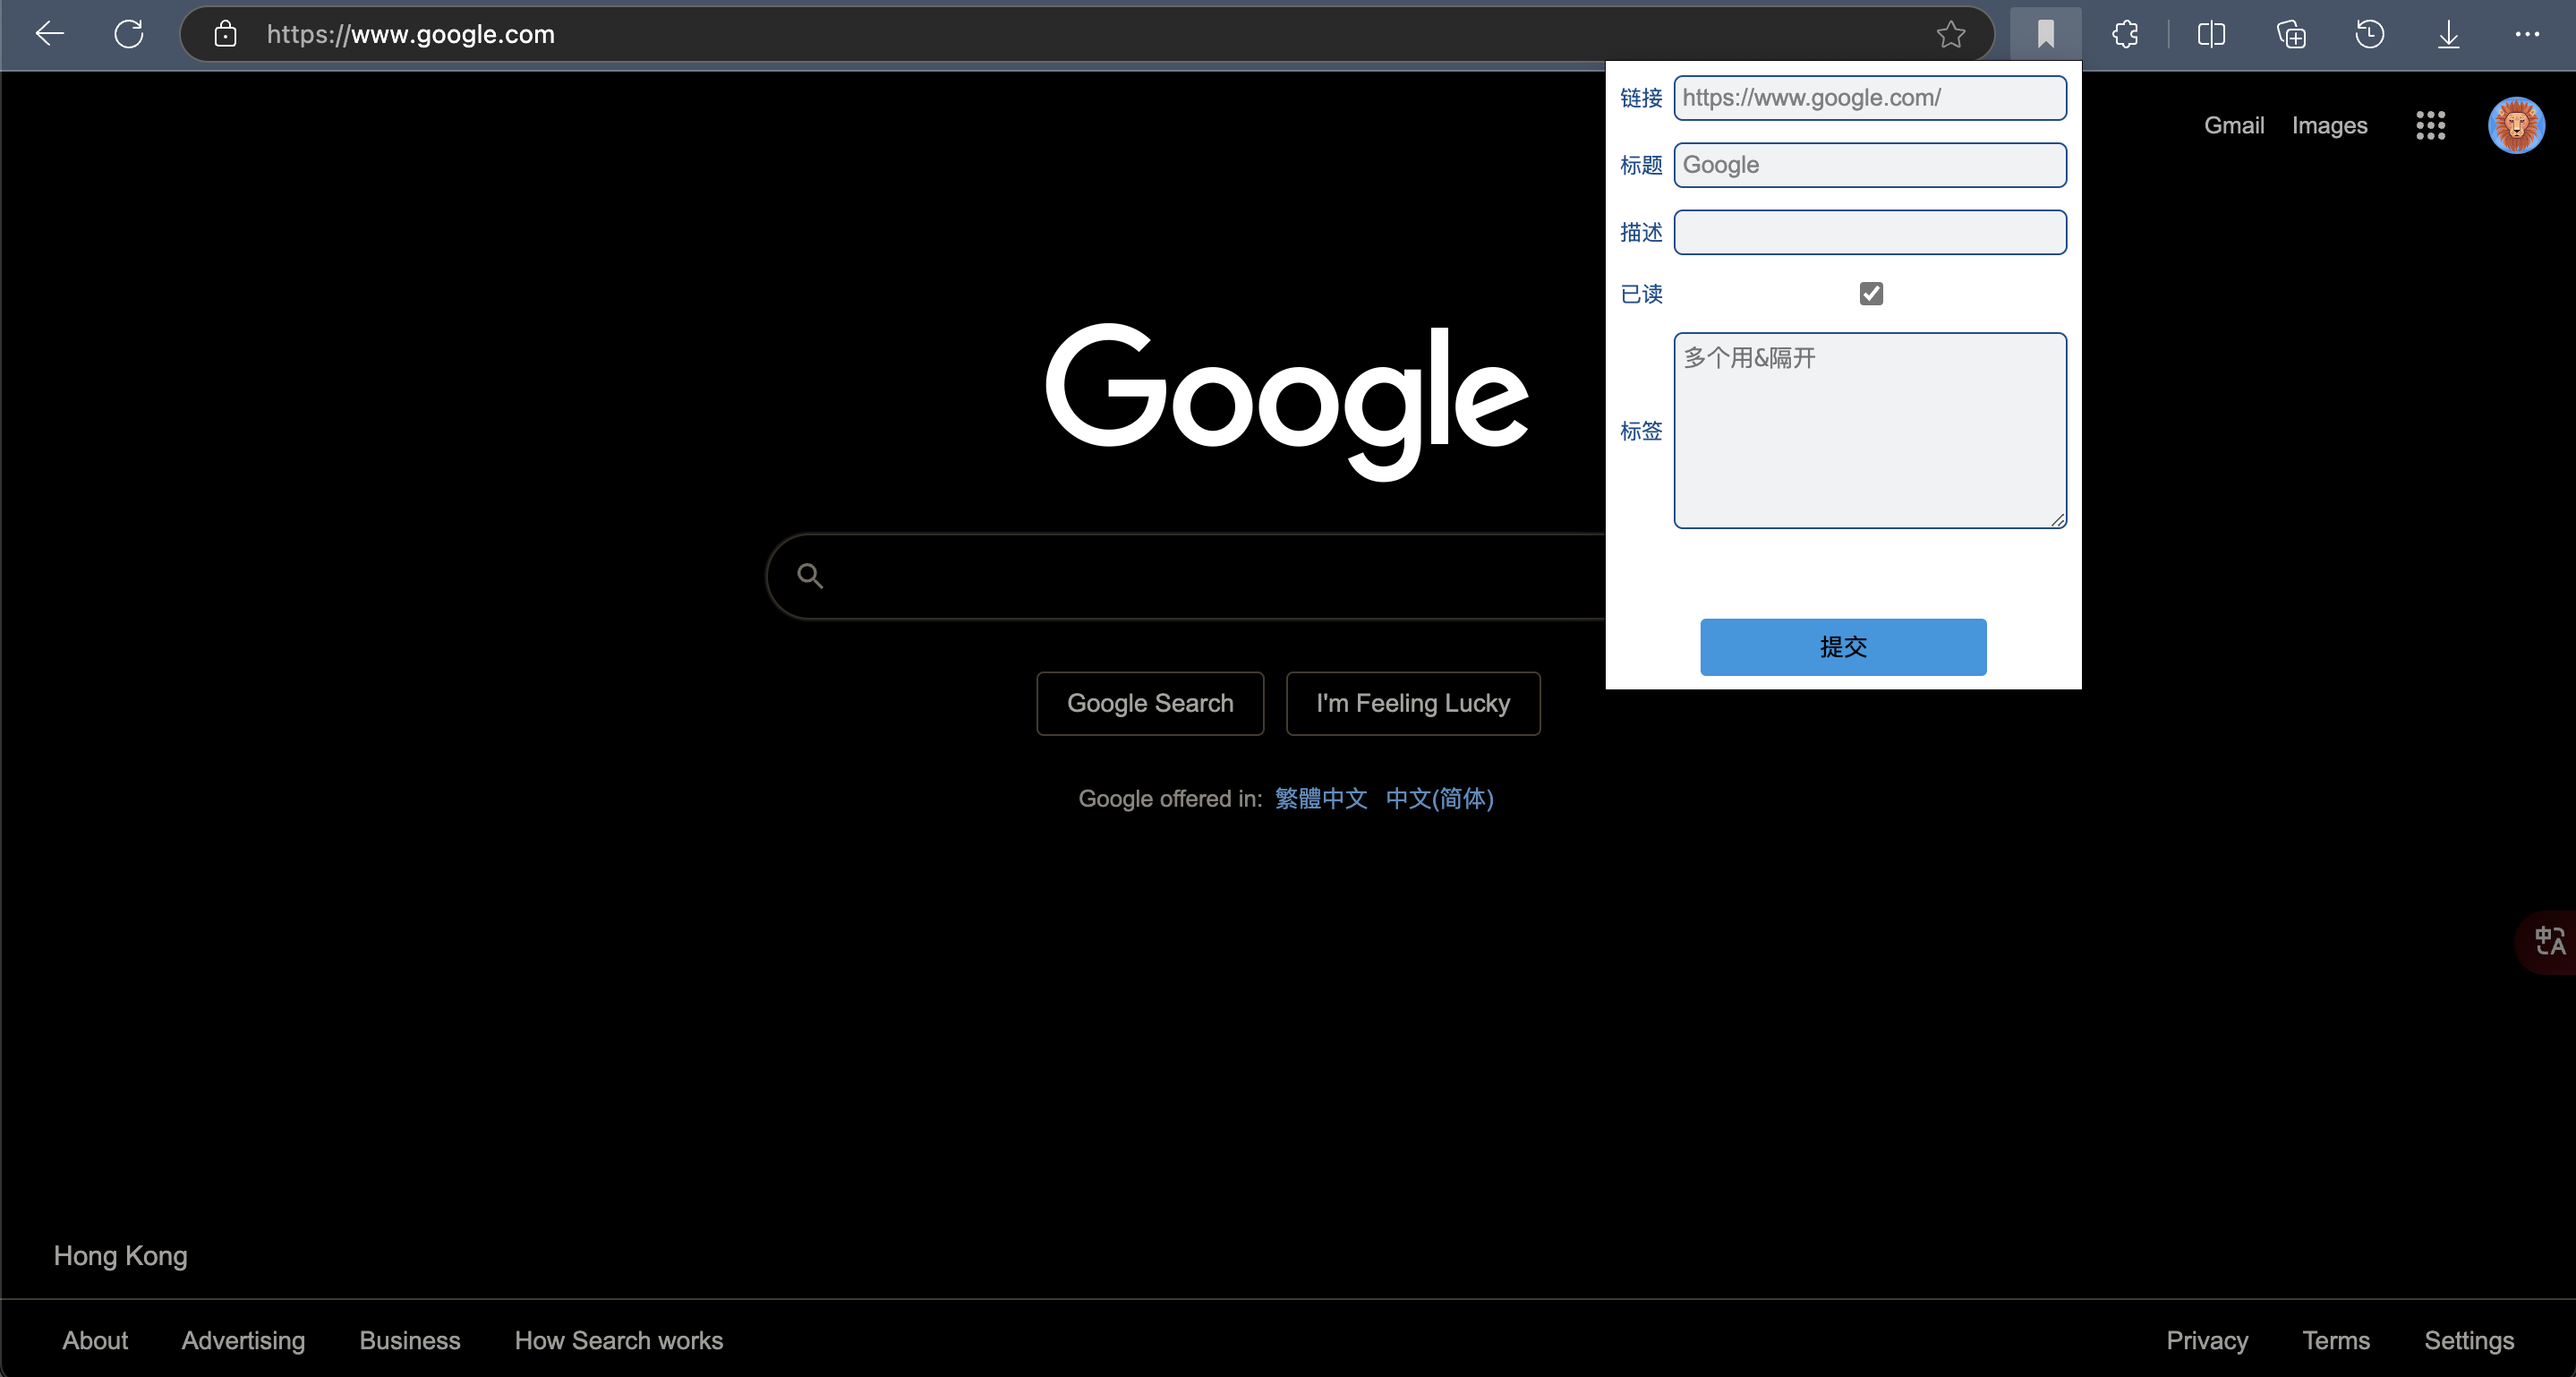 https://www.google.com
链接 https://www.google.com/
标题 Google
描述
已读
多个用&隔开
标签
提交
Gmail Images
Google
Google Search I'm Feeling Lucky
Google offered in: 繁體中文 中文(简体)
中A
Hong Kong
About Advertising Business How Search works Privacy Terms Settings